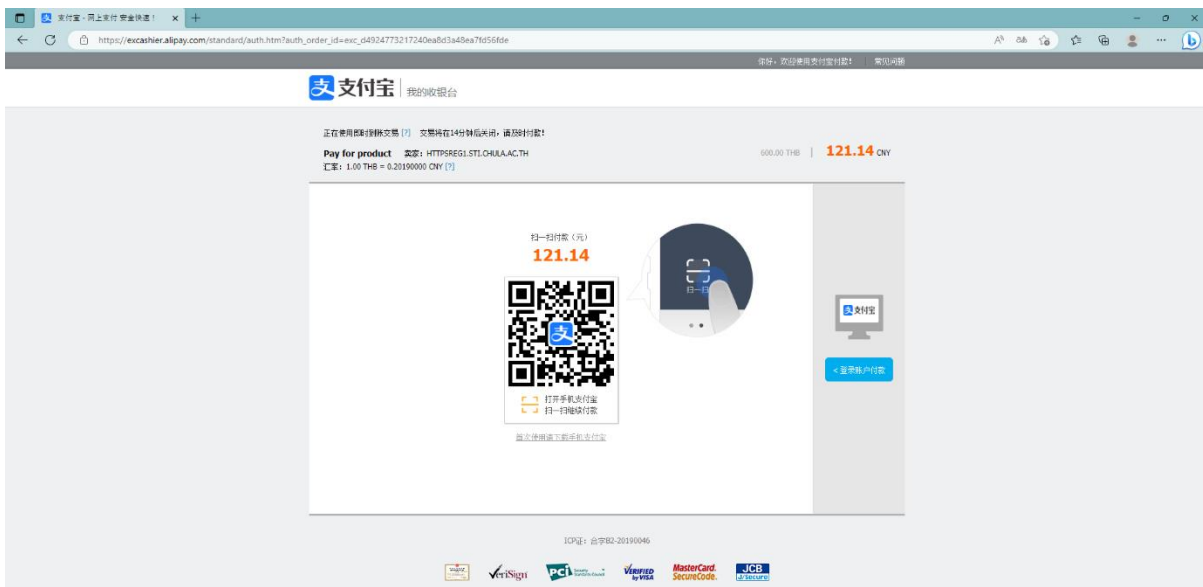 支付宝 - 网上支付 安全快速！
https://excashier.alipay.com/standard/auth.htm?auth_order_id=exc_d4924773217240ea8d3a48ea7fd56fde
你好，欢迎使用支付宝付款！ 常见问题
支 支付宝 我的收银台
正在使用即时到账交易 [?] 交易将在14分钟后关闭，请及时付款！
Pay for product 卖家：HTTPSREG1.STI.CHULA.AC.TH
600.00 THB 121.14 CNY
汇率：1.00 THB = 0.20190000 CNY [?]
扫一扫付款（元）
121.14
扫一扫
支
打开手机支付宝
扫一扫继续付款
首次使用请下载手机支付宝
支 支付宝
< 登录账户付款
ICP证：合字B2-20190046
VeriSign
PCI
VERIFIED by VISA
MasterCard. SecureCode.
JCB J/Secure